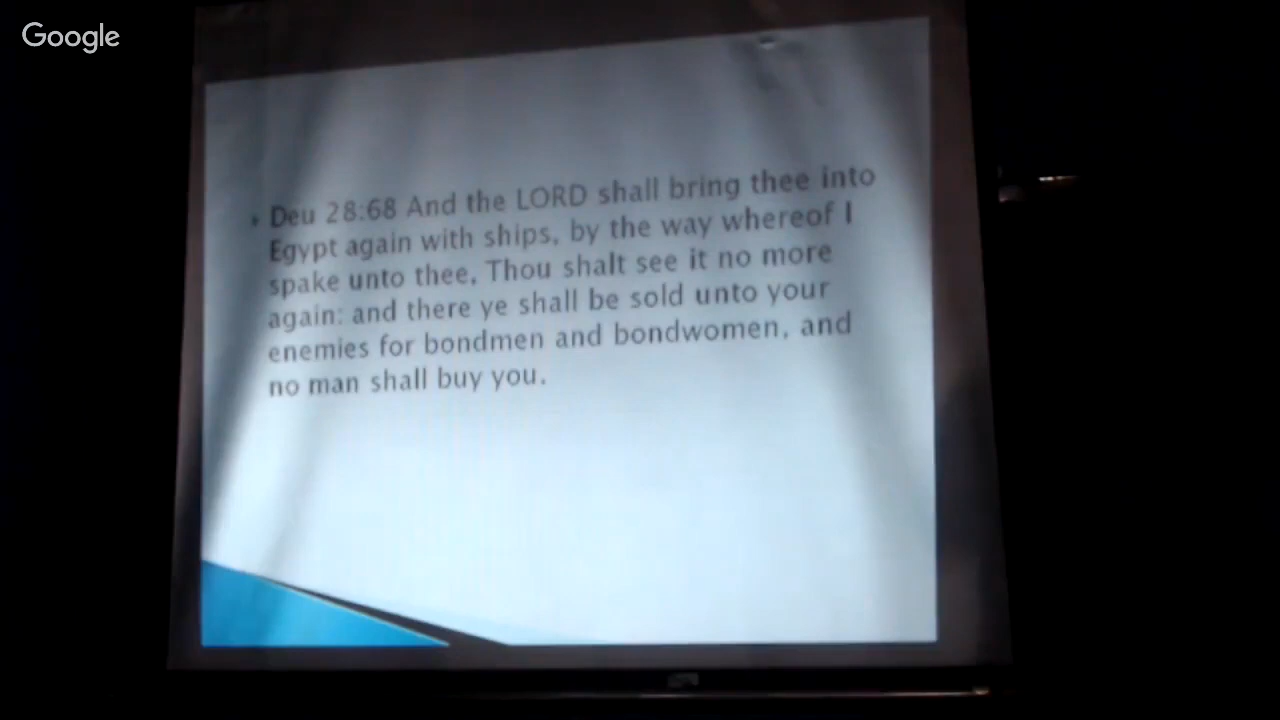 Google
Deu 28:68 And the LORD shall bring thee into
Egypt again with ships, by the way whereof I
spake unto thee, Thou shalt see it no more
again: and there ye shall be sold unto your
enemies for bondmen and bondwomen, and
no man shall buy you.